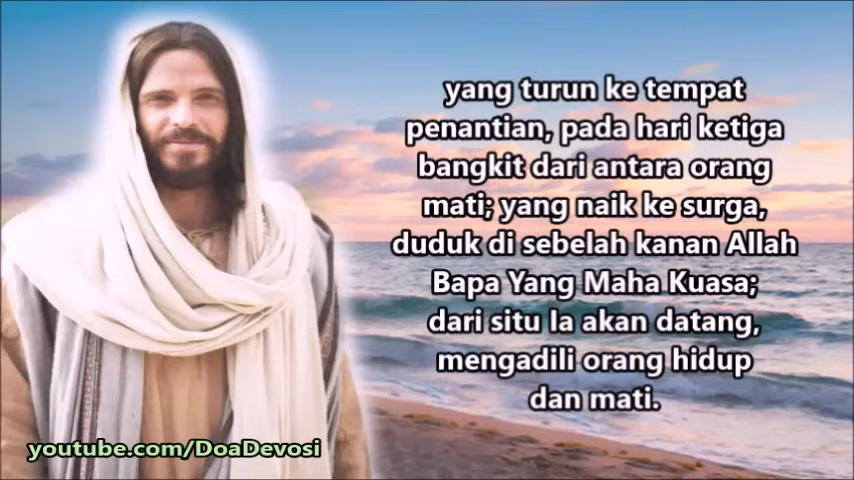 yang turun ke tempat
penantian, pada hari ketiga
bangkit dari antara orang
mati; yang naik ke surga,
duduk di sebelah kanan Allah
Bapa Yang Maha Kuasa;
dari situ Ia akan datang,
mengadili orang hidup
dan mati.
youtube.com/DoaDevosi